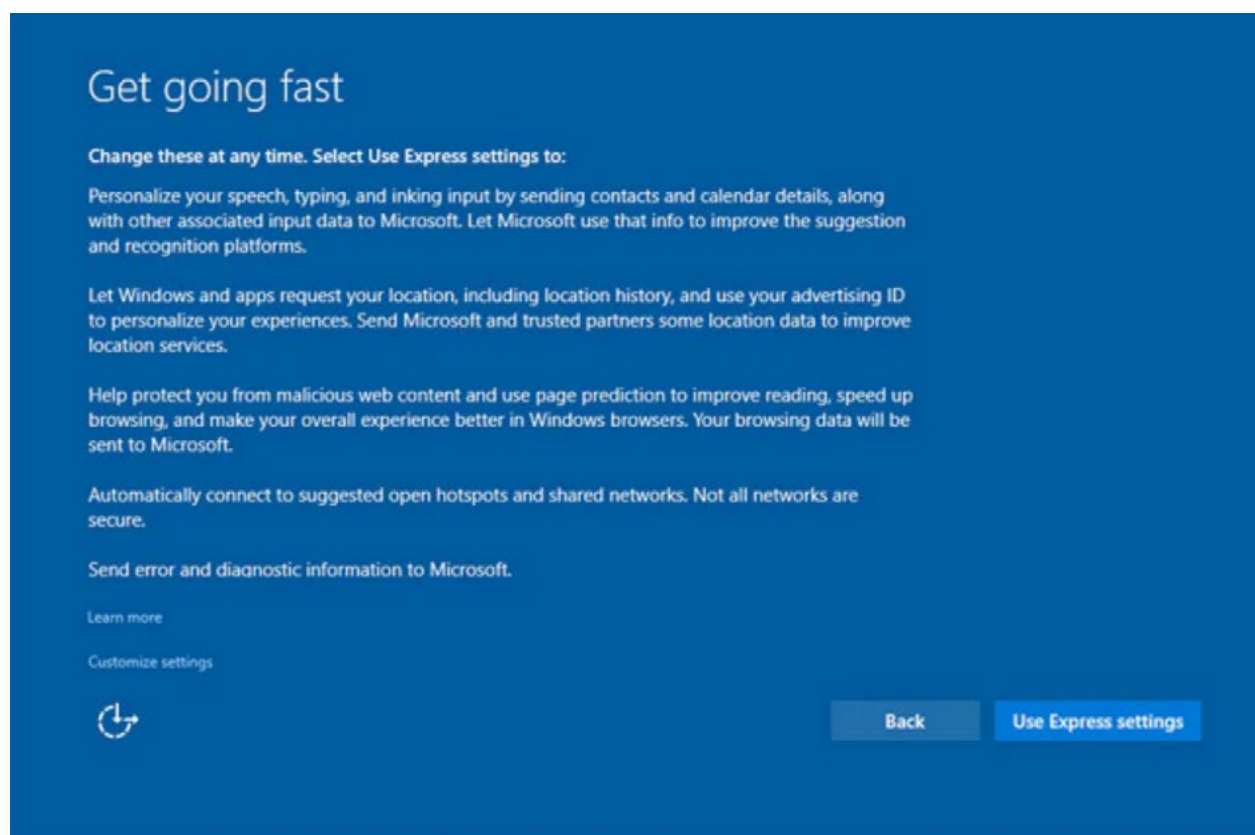 Get going fast
Change these at any time. Select Use Express settings to:
Personalize your speech, typing, and inking input by sending contacts and calendar details, along
with other associated input data to Microsoft. Let Microsoft use that info to improve the suggestion
and recognition platforms.
Let Windows and apps request your location, including location history, and use your advertising ID
to personalize your experiences. Send Microsoft and trusted partners some location data to improve
location services.
Help protect you from malicious web content and use page prediction to improve reading, speed up
browsing, and make your overall experience better in Windows browsers. Your browsing data will be
sent to Microsoft.
Automatically connect to suggested open hotspots and shared networks. Not all networks are
secure.
Send error and diagnostic information to Microsoft.
Learn more
Customize settings
Back
Use Express settings